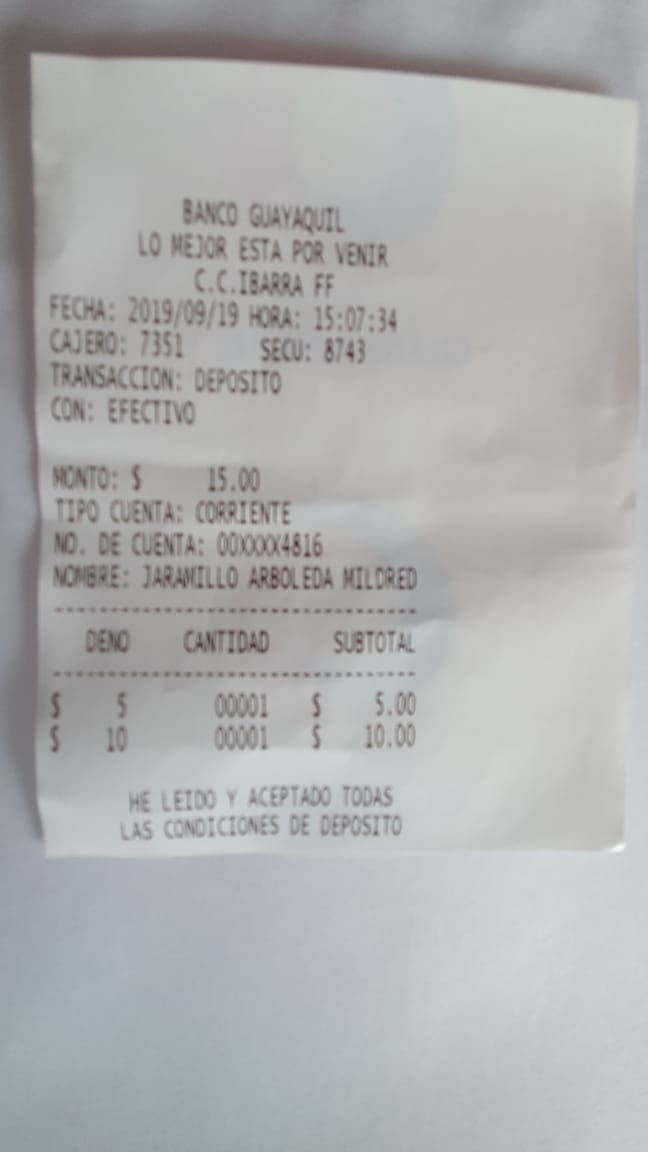 BANCO GUAYAQUIL
LO MEJOR ESTA POR VENIR
C.C.IBARRA FF
FECHA: 2019/09/19 HORA: 15:07:34
CAJERO: 7351 SECU: 8743
TRANSACCION: DEPOSITO
CON: EFECTIVO
MONTO: $ 15.00
TIPO CUENTA: CORRIENTE
NO. DE CUENTA: 00XXXX4816
NOMBRE: JARAMILLO ARBOLEDA MILDRED
----------------------------------
DENO CANTIDAD SUBTOTAL
----------------------------------
$ 5 00001 $ 5.00
$ 10 00001 $ 10.00
HE LEIDO Y ACEPTADO TODAS
LAS CONDICIONES DE DEPOSITO